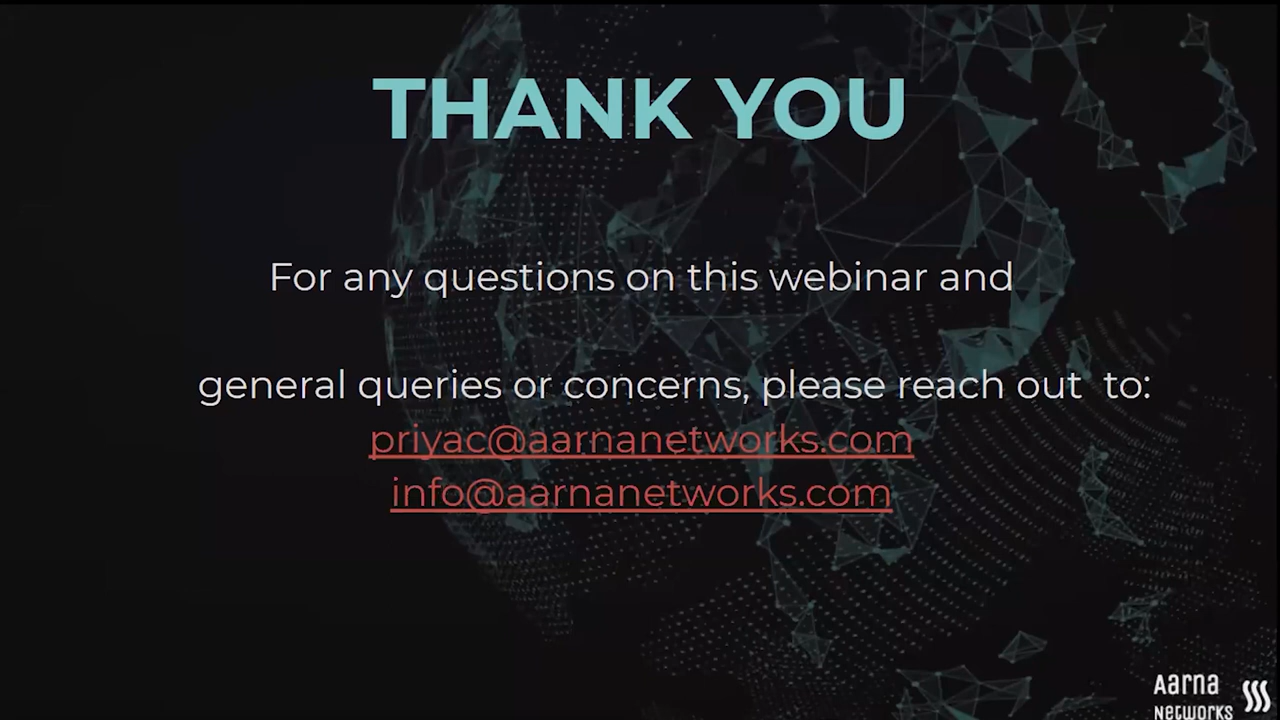 THANK YOU
For any questions on this webinar and
general queries or concerns, please reach out  to:
priyac@aarnanetworks.com
info@aarnanetworks.com
Aarna
Networks